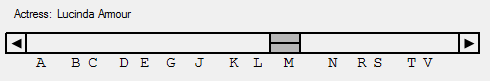 Actress: Lucinda Armour
A B C D E G J K L M N R S T V